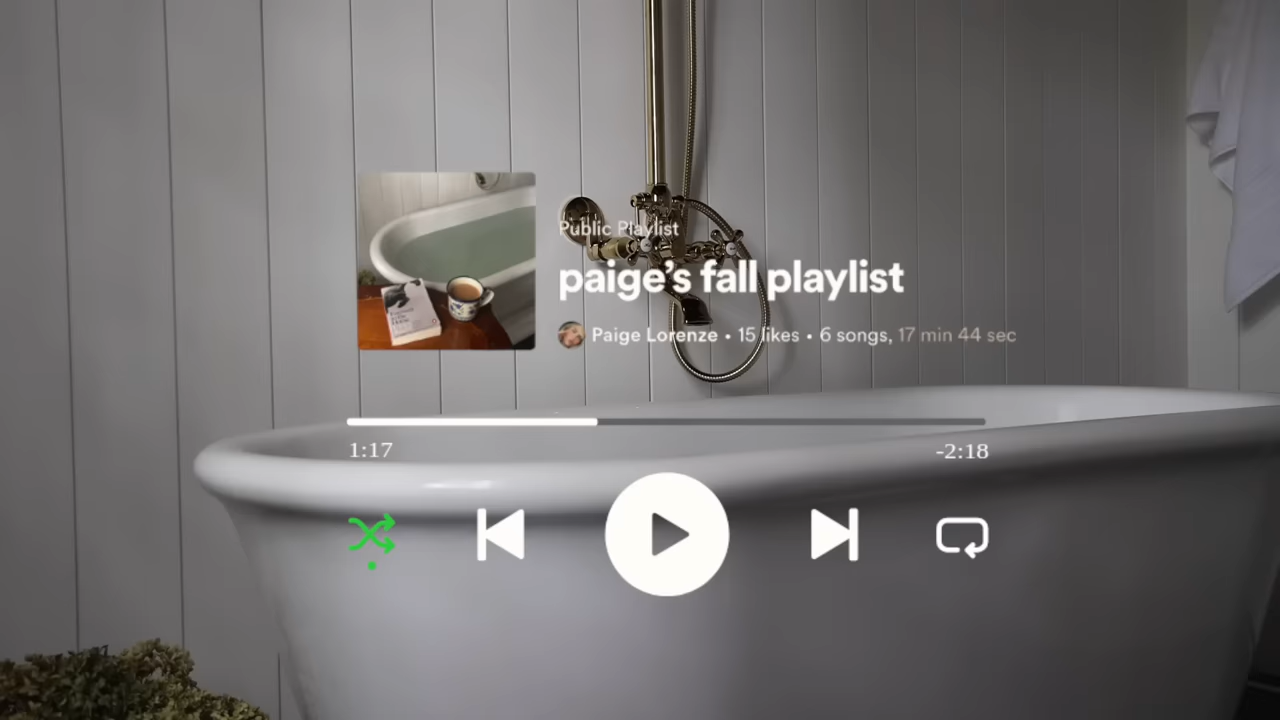 Public Playlist
paige's fall playlist
Paige Lorenze • 15 likes • 6 songs, 17 min 44 sec
1:17
-2:18